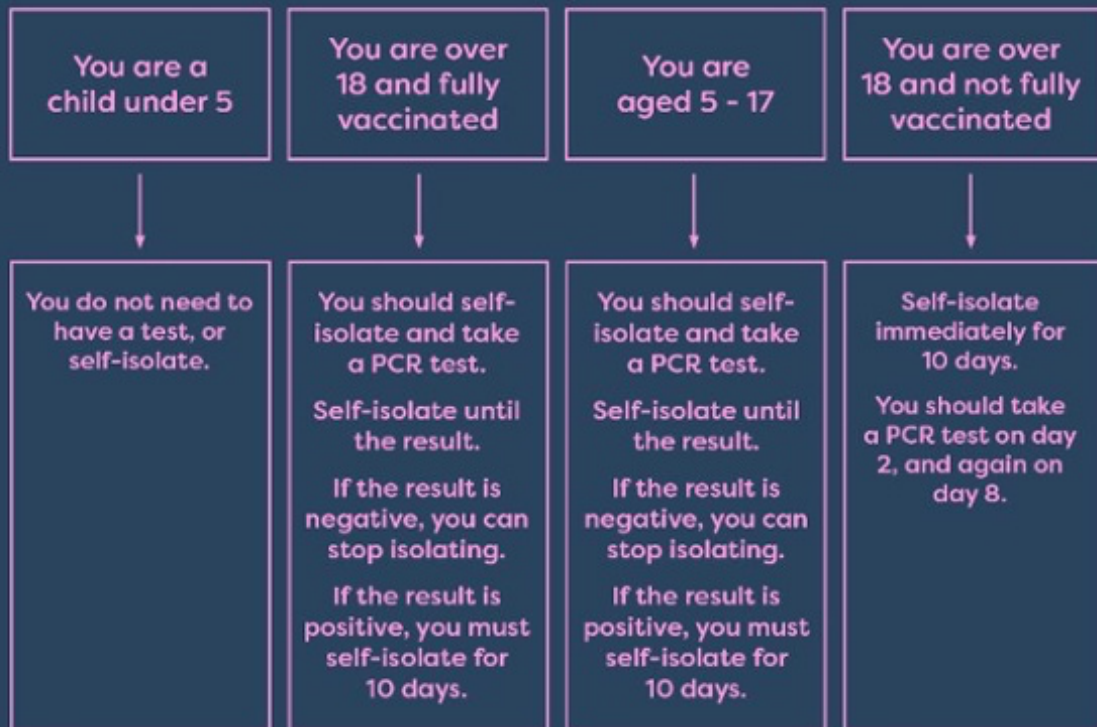 You are a
child under 5
You are over
18 and fully
vaccinated
You are
aged 5 - 17
You are over
18 and not fully
vaccinated
You do not need to
have a test, or
self-isolate.
You should self-
isolate and take
a PCR test.
Self-isolate until
the result.
If the result is
negative, you can
stop isolating.
If the result is
positive, you must
self-isolate for
10 days.
You should self-
isolate and take
a PCR test.
Self-isolate until
the result.
If the result is
negative, you can
stop isolating.
If the result is
positive, you must
self-isolate for
10 days.
Self-isolate
immediately for
10 days.
You should take
a PCR test on day
2, and again on
day 8.